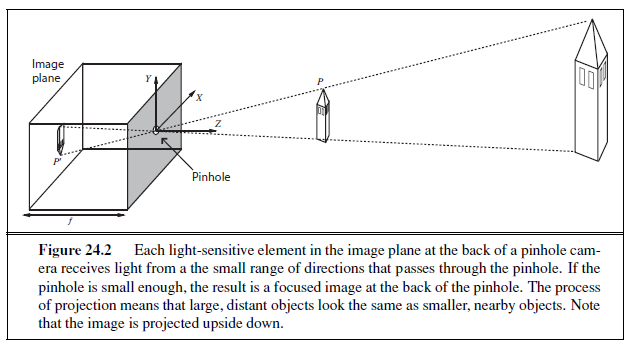 Image
plane
Y
X
P
Z
P'
Pinhole
f
Figure 24.2 Each light-sensitive element in the image plane at the back of a pinhole cam-
era receives light from a the small range of directions that passes through the pinhole. If the
pinhole is small enough, the result is a focused image at the back of the pinhole. The process
of projection means that large, distant objects look the same as smaller, nearby objects. Note
that the image is projected upside down.